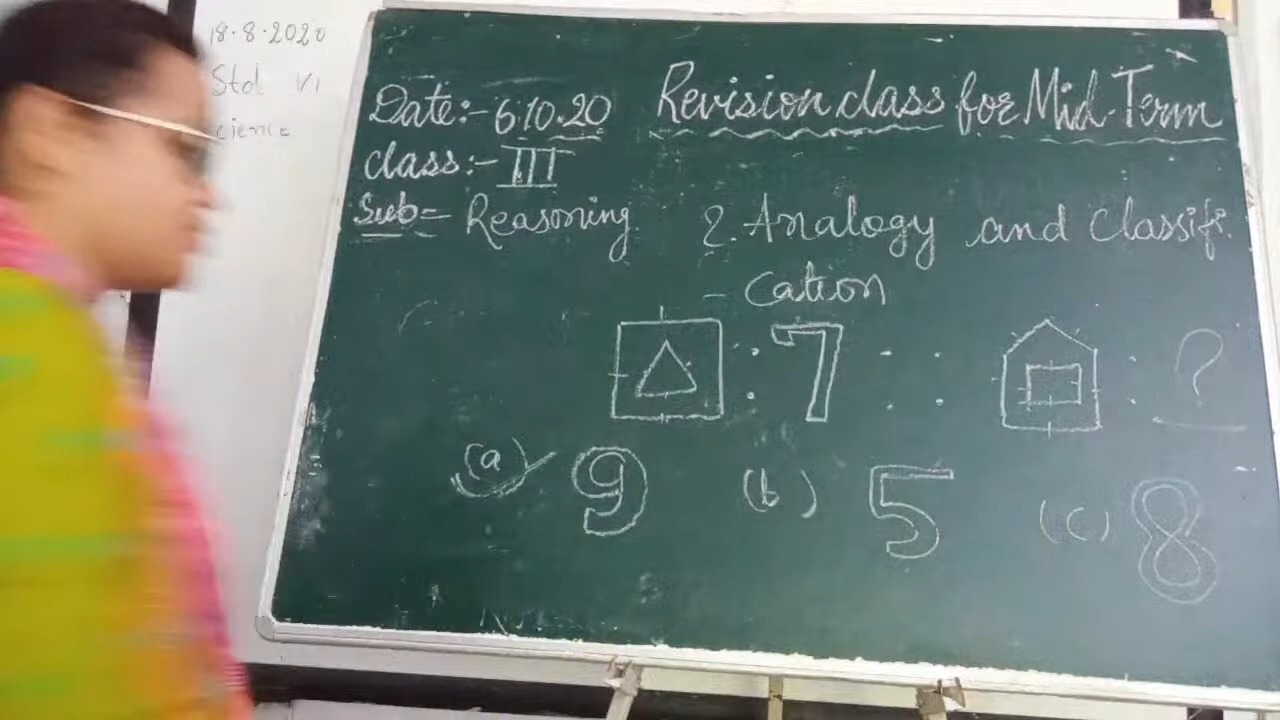 18.8.2020
Std VI
cience
Date:- 6.10.20 Revision class for Mid-Term
class:- III
Sub:- Reasoning 2. Analogy and Classifi
- cation
: 7 :: : ?
(a) 9 (b) 5 (c) 8